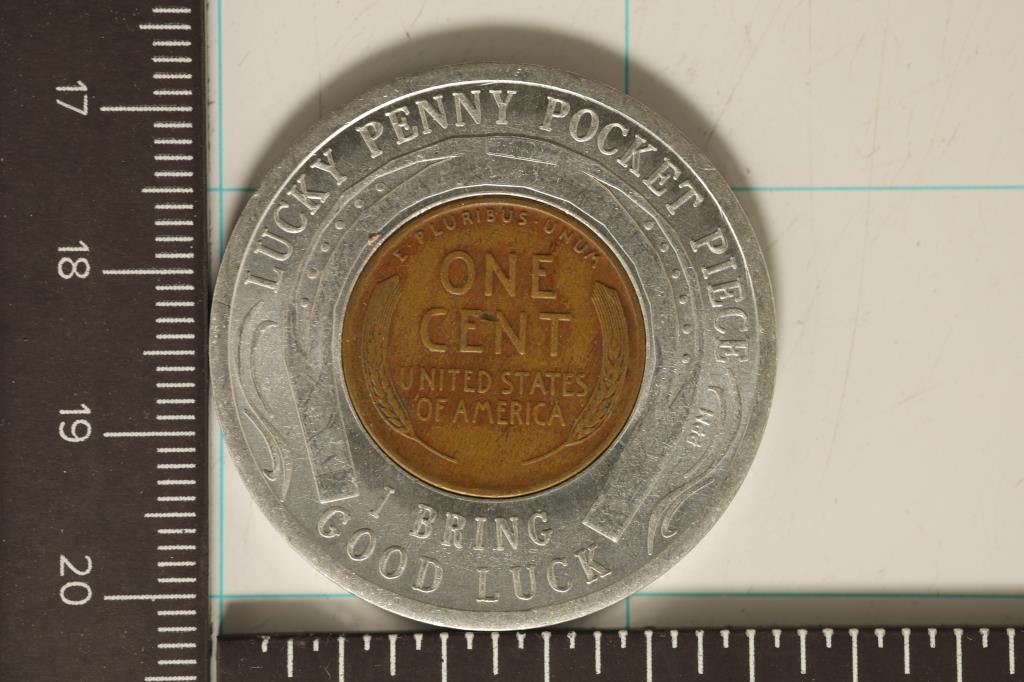 LUCKY PENNY POCKET PIECE
E·PLURIBUS·UNUM
ONE
CENT
UNITED STATES
OF AMERICA
I BRING
GOOD LUCK
17
18
19
20